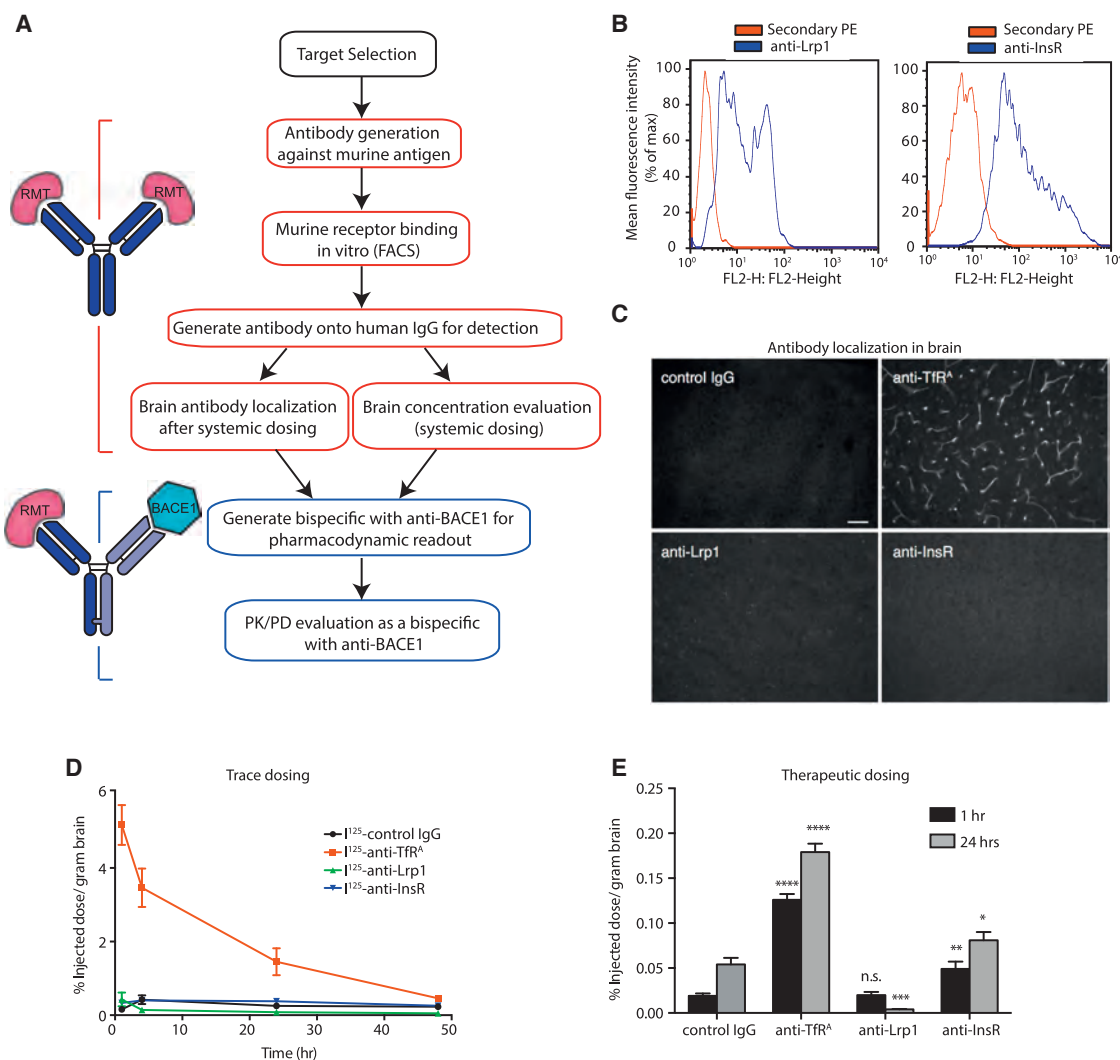 A
Target Selection
Antibody generation
against murine antigen
RMT
RMT
Murine receptor binding
in vitro (FACS)
Generate antibody onto human IgG for detection
Brain antibody localization
after systemic dosing
Brain concentration evaluation
(systemic dosing)
RMT
BACE1
Generate bispecific with anti-BACE1 for
pharmacodynamic readout
PK/PD evaluation as a bispecific
with anti-BACE1
B
Secondary PE
anti-Lrp1
Mean fluorescence intensity
(% of max)
100
80
60
40
20
0
10⁰ 10¹ 10² 10³ 10⁴
FL2-H: FL2-Height
Secondary PE
anti-InsR
100
80
60
40
20
0
10⁰ 10¹ 10² 10³
FL2-H: FL2-Height
C
Antibody localization in brain
control IgG
anti-TfRᴬ
anti-Lrp1
anti-InsR
D
Trace dosing
% Injected dose/ gram brain
6
4
2
0
0 10 20 30 40 50
Time (hr)
I¹²⁵-control IgG
I¹²⁵-anti-TfRᴬ
I¹²⁵-anti-Lrp1
I¹²⁵-anti-InsR
E
Therapeutic dosing
% Injected dose/ gram brain
0.25
0.20
0.15
0.10
0.05
0.00
1 hr
24 hrs
****
****
n.s.
***
**
*
control IgG
anti-TfRᴬ
anti-Lrp1
anti-InsR